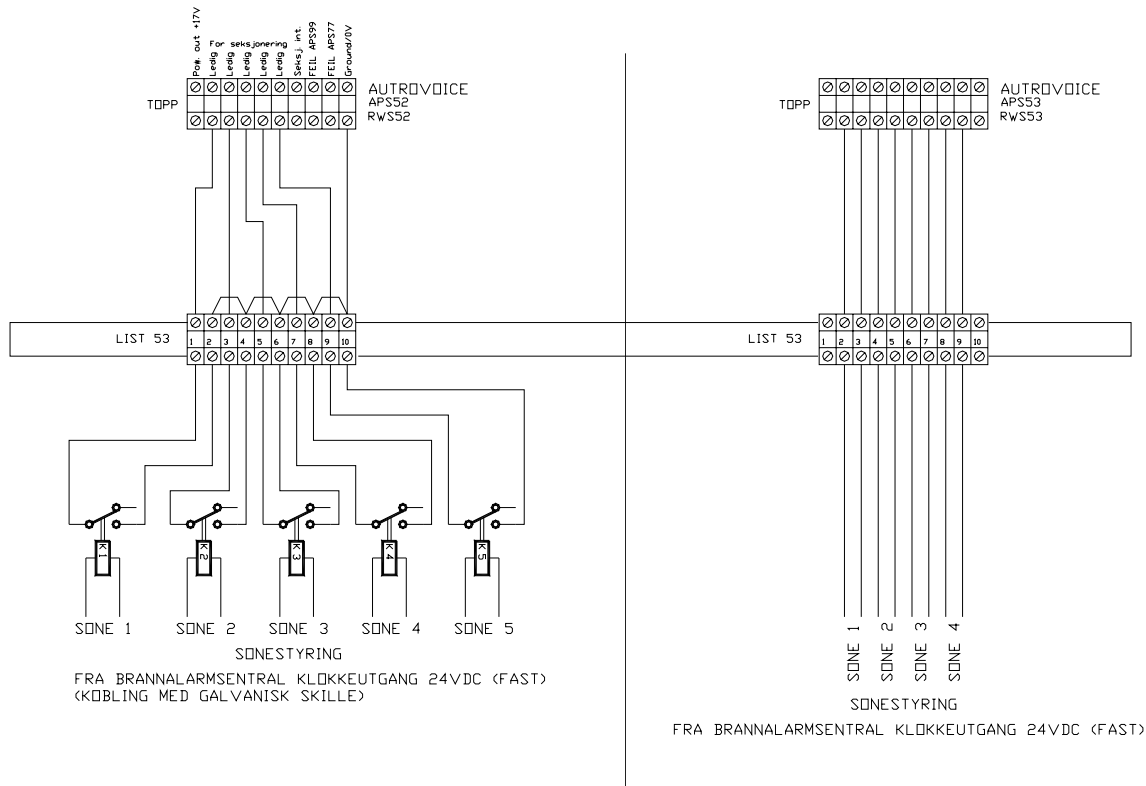 Pow. out +17V
Ledig
For seksjonering
Ledig
Ledig
Ledig
Ledig
Seksj int.
FEIL APS99
FEIL APS77
Ground/0V
TOPP
AUTROVOICE
APS52
RWS52
TOPP
AUTROVOICE
APS53
RWS53
LIST 53
1 2 3 4 5 6 7 8 9 10
LIST 53
1 2 3 4 5 6 7 8 9 10
K1
K2
K3
K4
K5
SONE 1
SONE 2
SONE 3
SONE 4
SONE 5
SONESTYRING
FRA BRANNALARMSENTRAL KLOKKEUTGANG 24VDC (FAST)
(KOBLING MED GALVANISK SKILLE)
SONE 1
SONE 2
SONE 3
SONE 4
SONESTYRING
FRA BRANNALARMSENTRAL KLOKKEUTGANG 24VDC (FAST)